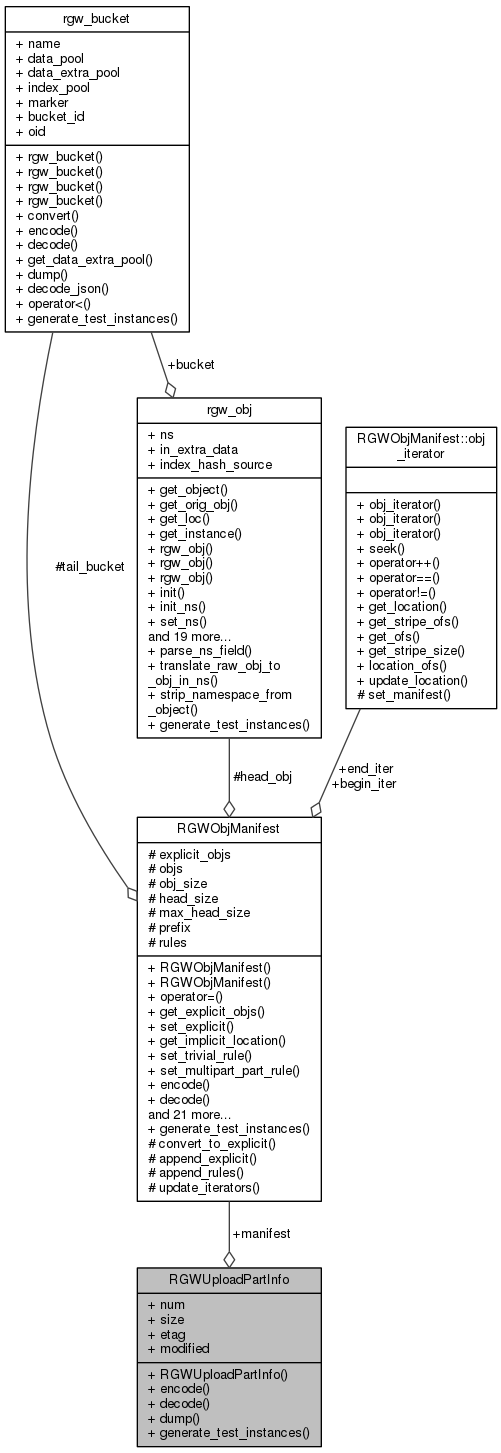 rgw_bucket
+ name
+ data_pool
+ data_extra_pool
+ index_pool
+ marker
+ bucket_id
+ oid
+ rgw_bucket()
+ rgw_bucket()
+ rgw_bucket()
+ rgw_bucket()
+ convert()
+ encode()
+ decode()
+ get_data_extra_pool()
+ dump()
+ decode_json()
+ operator<()
+ generate_test_instances()
+bucket
#tail_bucket
rgw_obj
+ ns
+ in_extra_data
+ index_hash_source
+ get_object()
+ get_orig_obj()
+ get_loc()
+ get_instance()
+ rgw_obj()
+ rgw_obj()
+ rgw_obj()
+ init()
+ init_ns()
+ set_ns()
and 19 more...
+ parse_ns_field()
+ translate_raw_obj_to
_obj_in_ns()
+ strip_namespace_from
_object()
+ generate_test_instances()
RGWObjManifest::obj
_iterator
+ obj_iterator()
+ obj_iterator()
+ obj_iterator()
+ seek()
+ operator++()
+ operator==()
+ operator!=()
+ get_location()
+ get_stripe_ofs()
+ get_ofs()
+ get_stripe_size()
+ location_ofs()
+ update_location()
# set_manifest()
#head_obj
+end_iter
+begin_iter
RGWObjManifest
# explicit_objs
# objs
# obj_size
# head_size
# max_head_size
# prefix
# rules
+ RGWObjManifest()
+ RGWObjManifest()
+ operator=()
+ get_explicit_objs()
+ set_explicit()
+ get_implicit_location()
+ set_trivial_rule()
+ set_multipart_part_rule()
+ encode()
+ decode()
and 21 more...
+ generate_test_instances()
# convert_to_explicit()
# append_explicit()
# append_rules()
# update_iterators()
+manifest
RGWUploadPartInfo
+ num
+ size
+ etag
+ modified
+ RGWUploadPartInfo()
+ encode()
+ decode()
+ dump()
+ generate_test_instances()